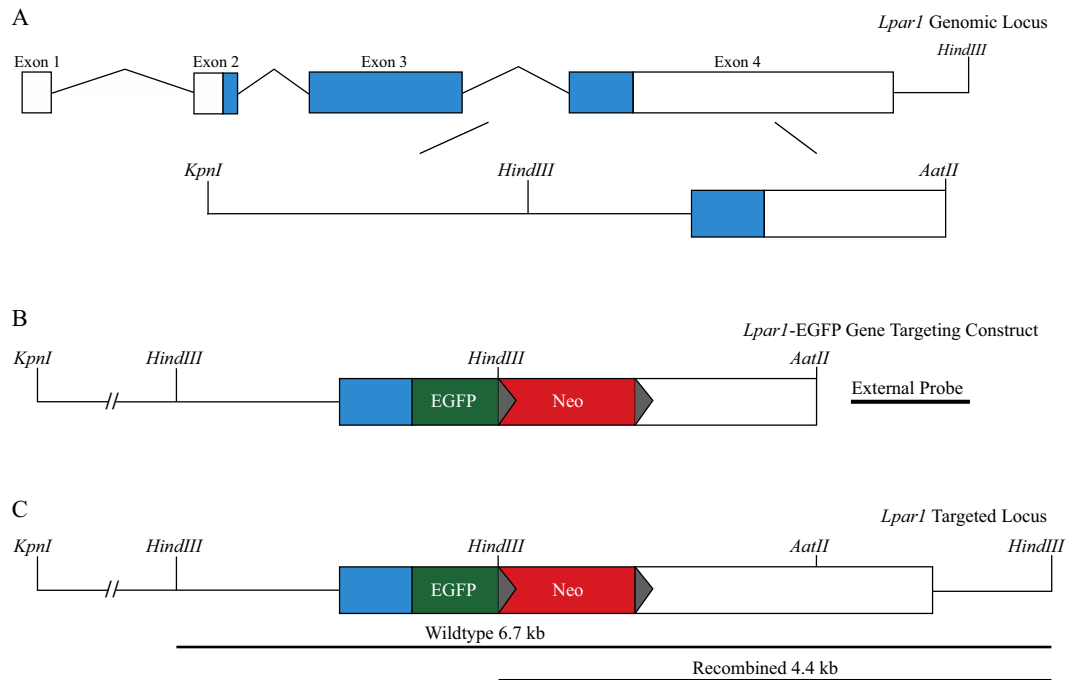 A
Lpar1 Genomic Locus
HindIII
Exon 1
Exon 2
Exon 3
Exon 4
KpnI
HindIII
AatII
B
Lpar1-EGFP Gene Targeting Construct
KpnI
HindIII
HindIII
AatII
EGFP
Neo
External Probe
C
Lpar1 Targeted Locus
KpnI
HindIII
HindIII
AatII
HindIII
EGFP
Neo
Wildtype 6.7 kb
Recombined 4.4 kb